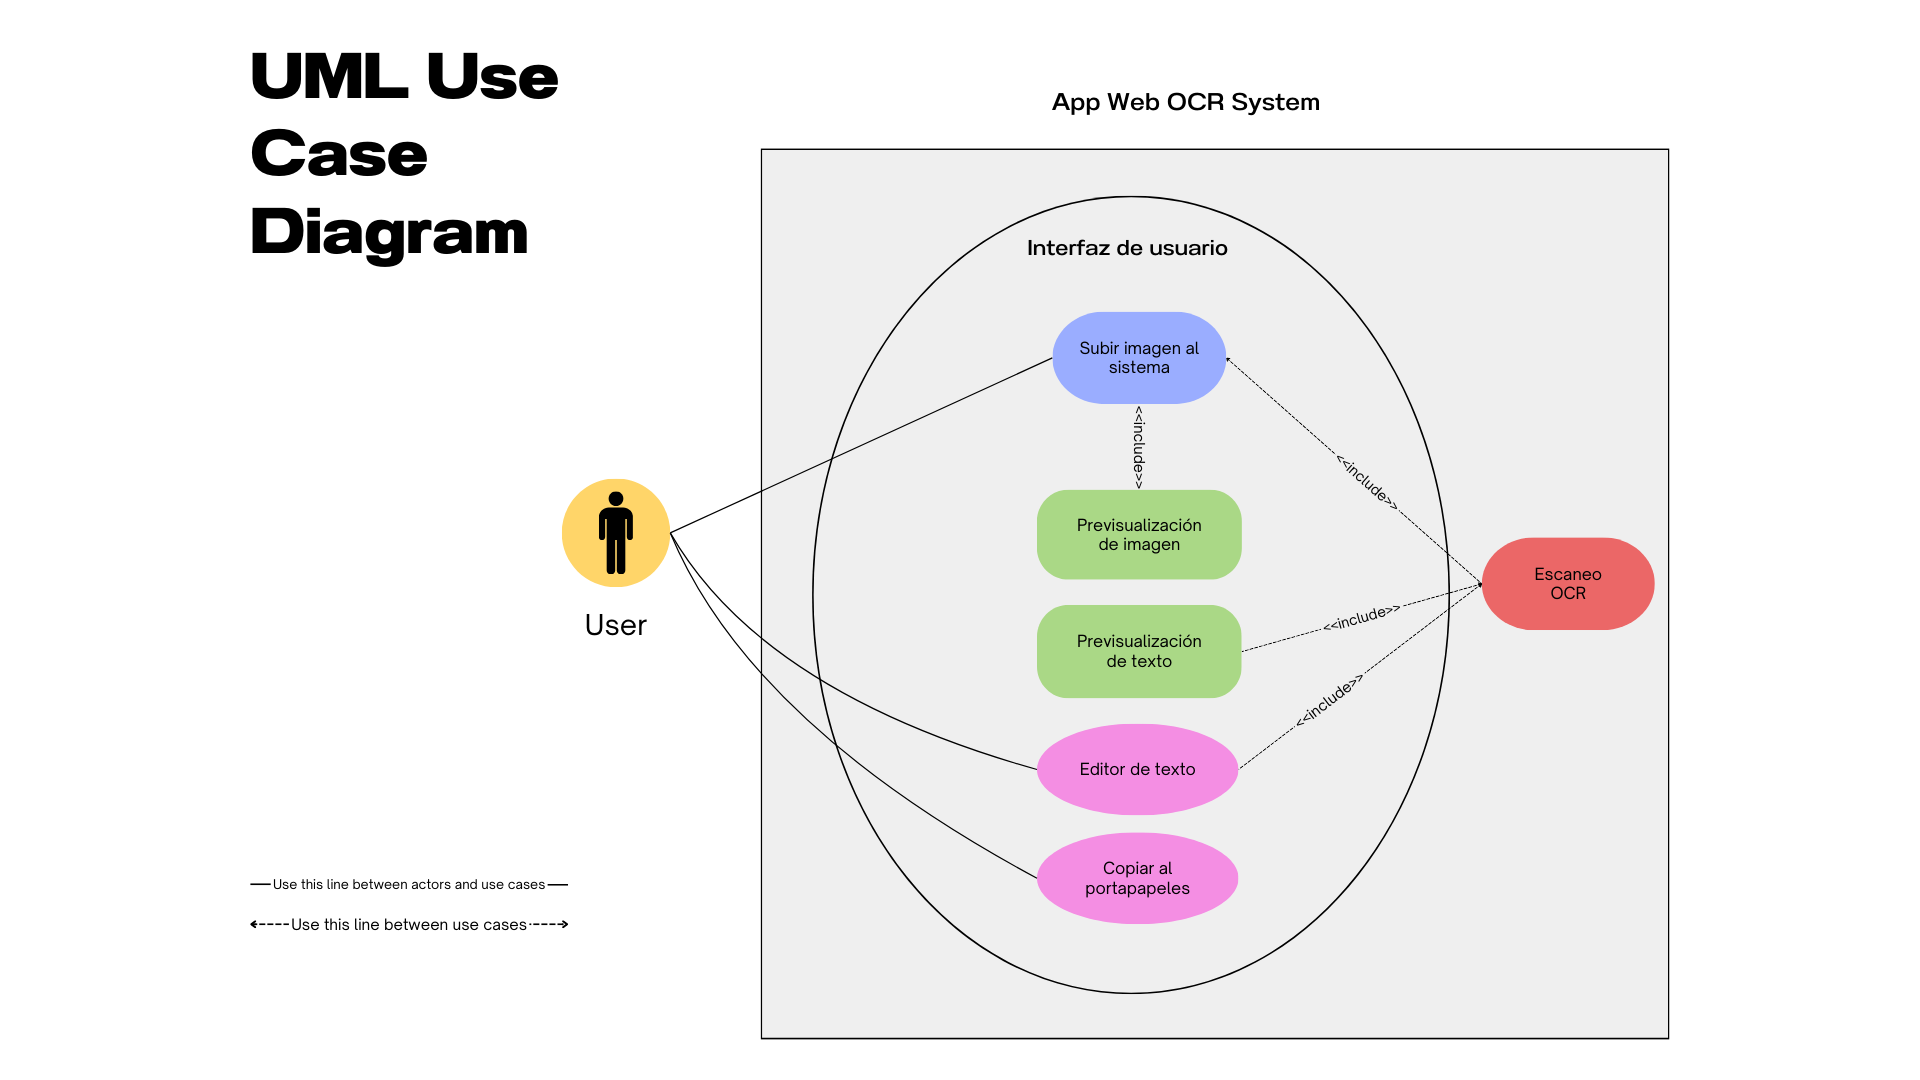 UML Use
Case
Diagram
App Web OCR System
Interfaz de usuario
Subir imagen al
sistema
<<include>>
<<include>>
Previsualización
de imagen
Escaneo
OCR
<<include>>
Previsualización
de texto
<<include>>
User
Editor de texto
Copiar al
portapapeles
Use this line between actors and use cases
Use this line between use cases